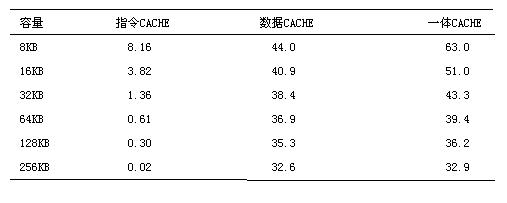 容量 指令CACHE 数据CACHE 一体CACHE
8KB 8.16 44.0 63.0
16KB 3.82 40.9 51.0
32KB 1.36 38.4 43.3
64KB 0.61 36.9 39.4
128KB 0.30 35.3 36.2
256KB 0.02 32.6 32.9